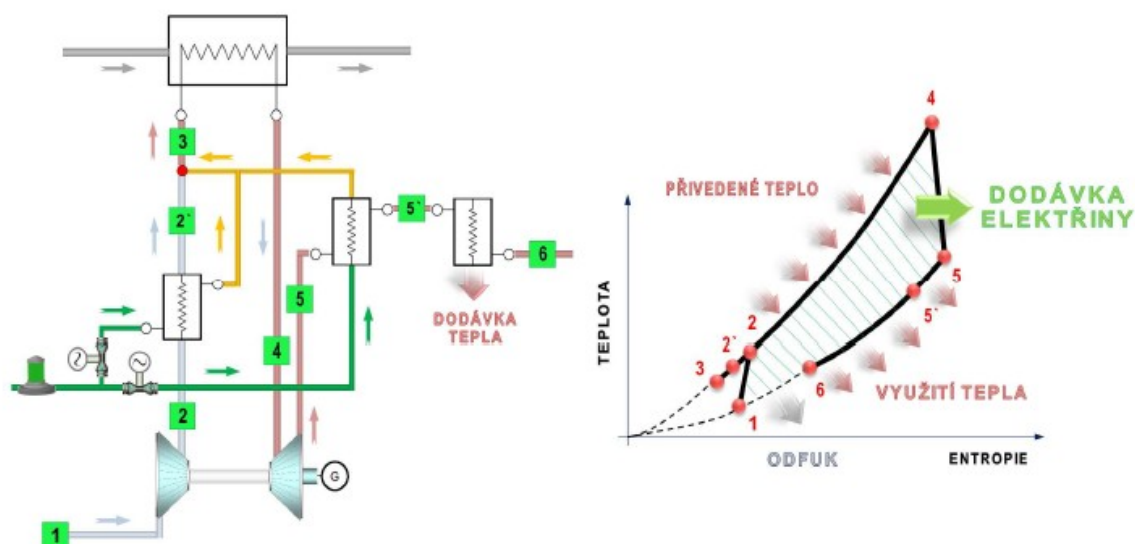 3
2`
5`
6
5
DODÁVKA
TEPLA
4
2
G
1
4
PŘIVEDENÉ TEPLO
DODÁVKA
ELEKTŘINY
TEPLOTA
5
5`
2
2`
3
6
VYUŽITÍ TEPLA
1
ODFUK
ENTROPIE